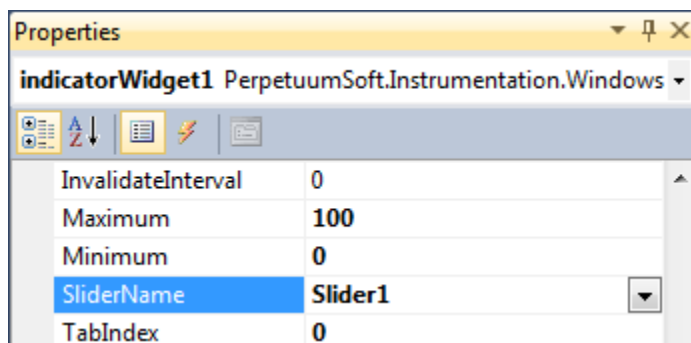 Properties
indicatorWidget1 PerpetuumSoft.Instrumentation.Windows
InvalidateInterval 0
Maximum 100
Minimum 0
SliderName Slider1
TabIndex 0